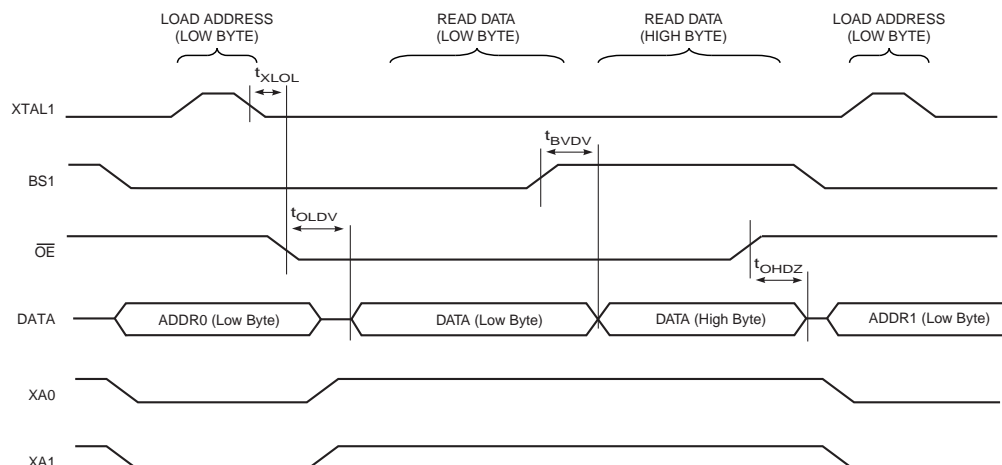 LOAD ADDRESS
(LOW BYTE)
READ DATA
(LOW BYTE)
READ DATA
(HIGH BYTE)
LOAD ADDRESS
(LOW BYTE)
tXLOL
XTAL1
tBVDV
BS1
tOLDV
OE
tOHDZ
DATA
ADDR0 (Low Byte)
DATA (Low Byte)
DATA (High Byte)
ADDR1 (Low Byte)
XA0
XA1